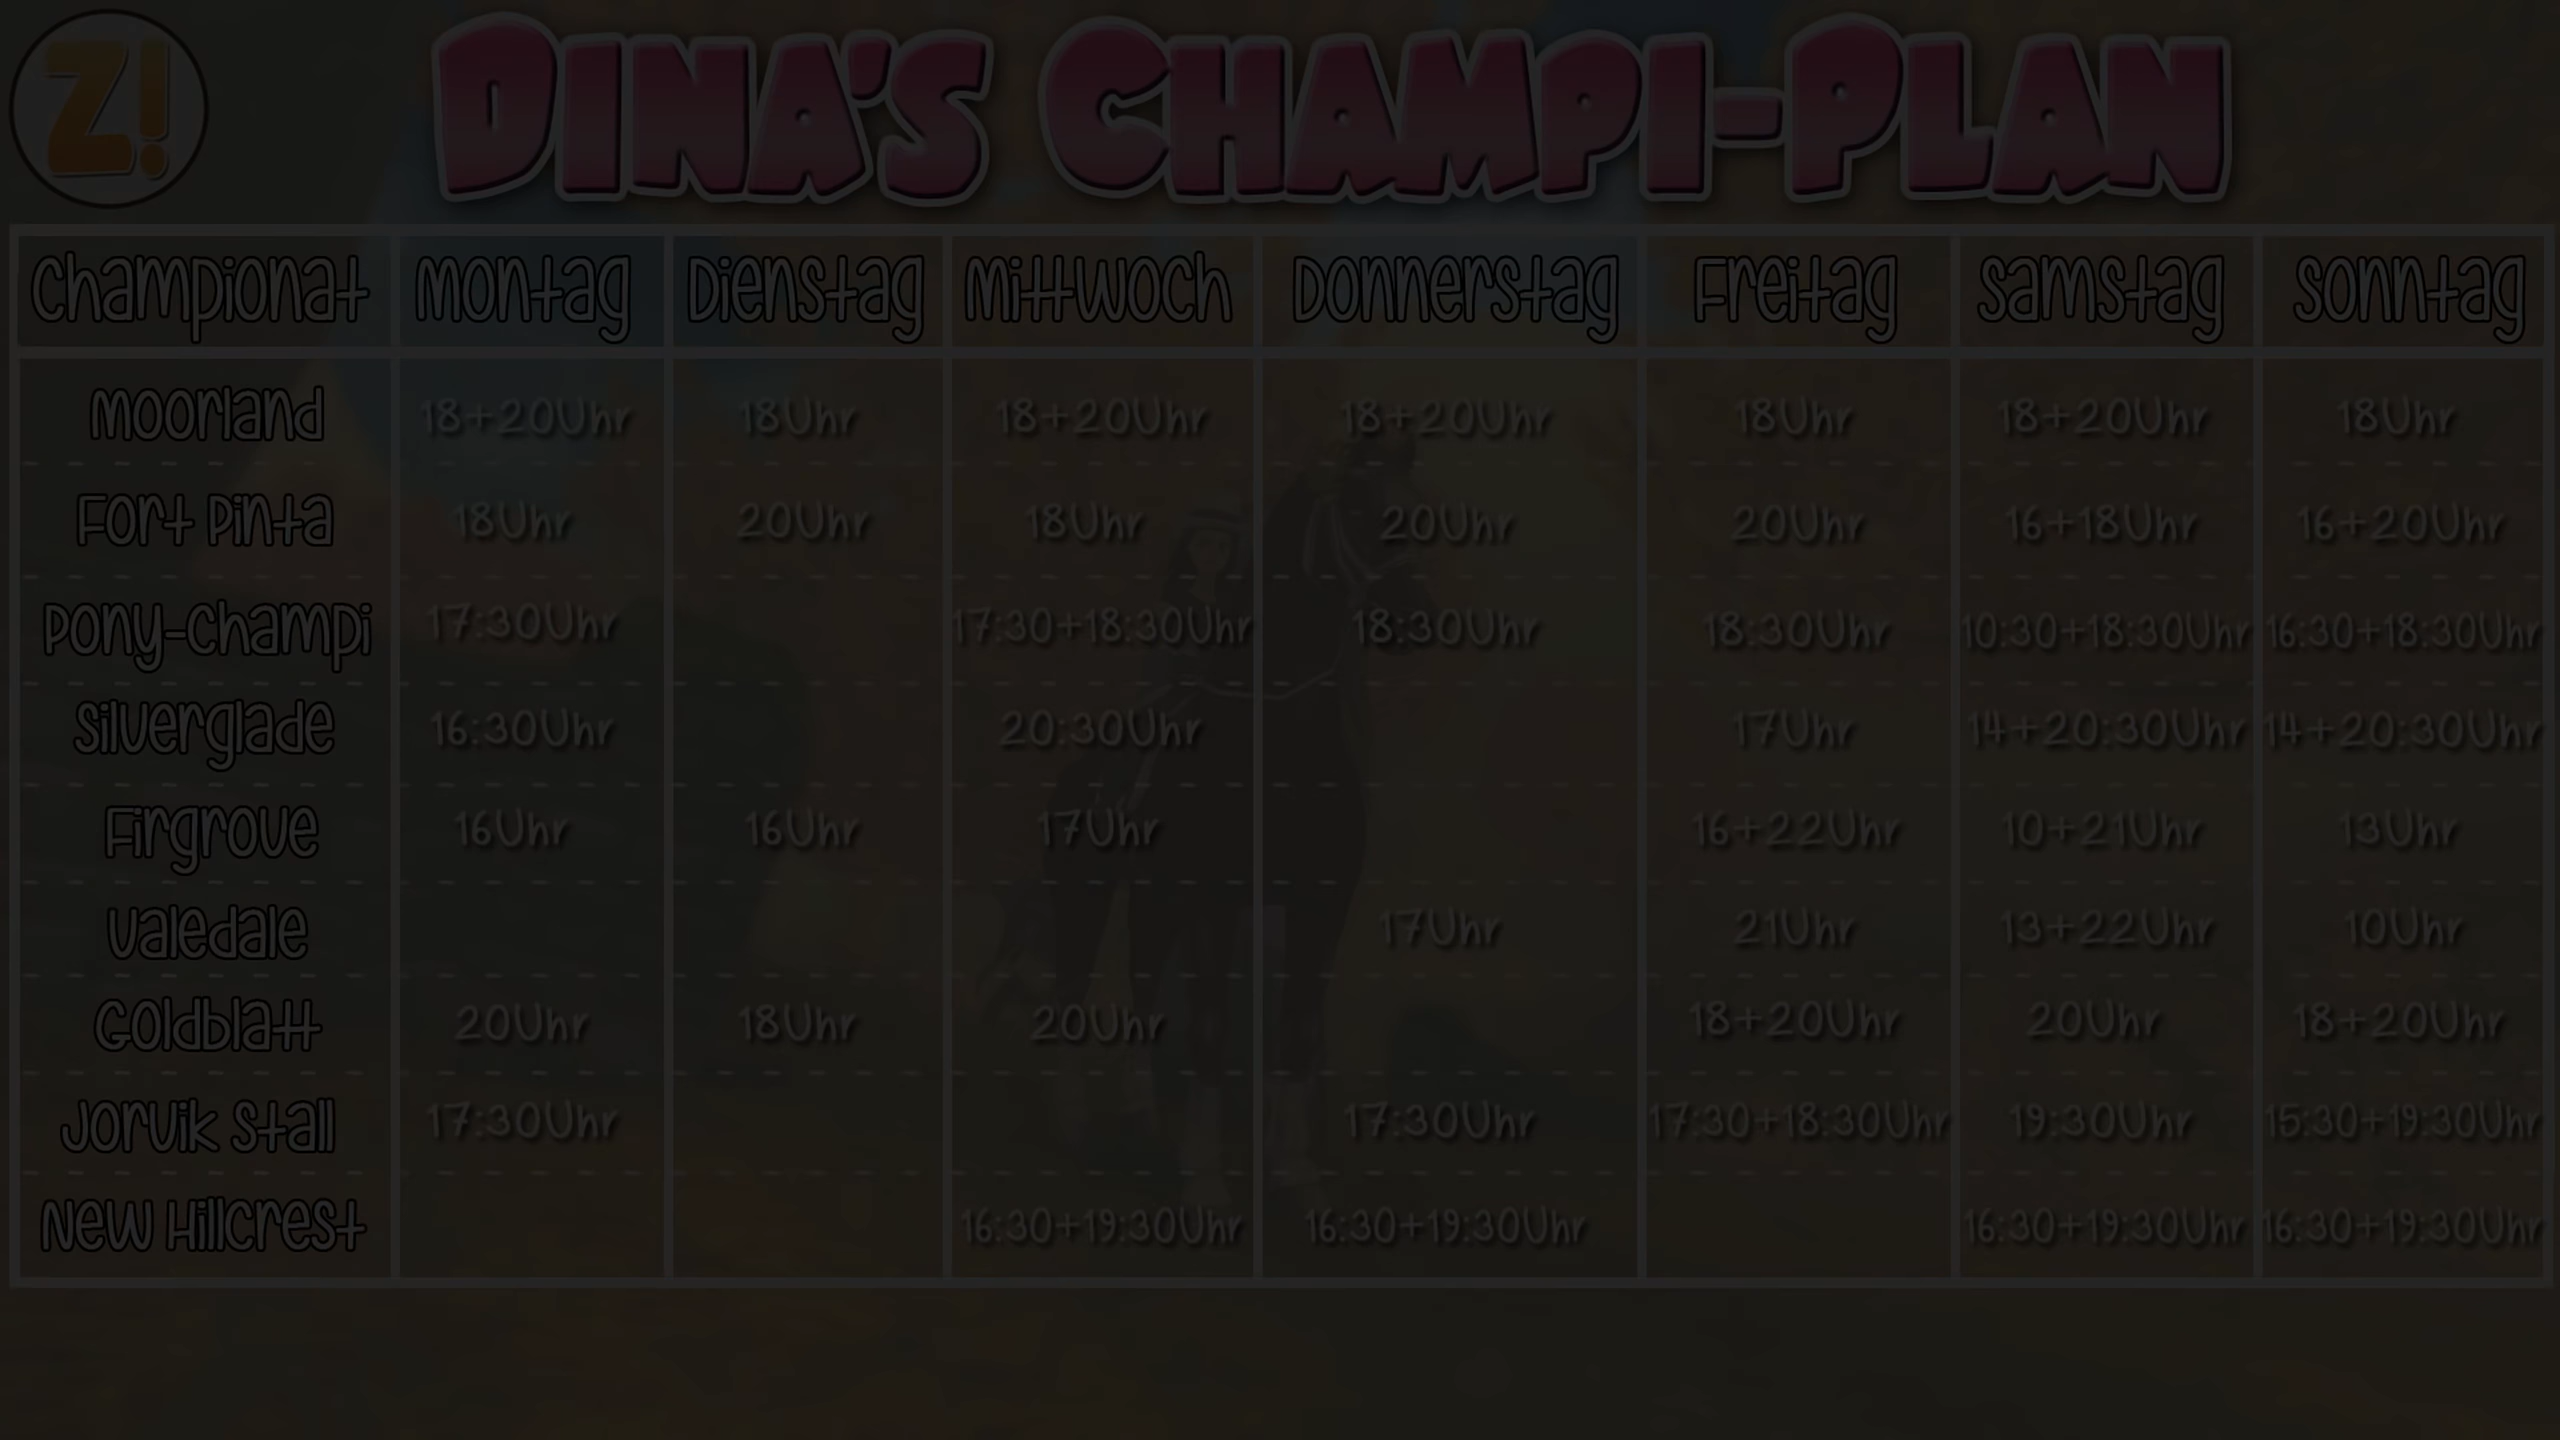 Z!
DINA'S CHAMPI-PLAN
Championat Montag Dienstag Mittwoch Donnerstag Freitag Samstag Sonntag
Moorland 18+20Uhr 18Uhr 18+20Uhr 18+20Uhr 18Uhr 18+20Uhr 18Uhr
Fort Pinta 18Uhr 20Uhr 18Uhr 20Uhr 20Uhr 16+18Uhr 16+20Uhr
Pony-Champi 17:30Uhr 17:30+18:30Uhr 18:30Uhr 18:30Uhr 10:30+18:30Uhr 16:30+18:30Uhr
Silverglade 16:30Uhr 20:30Uhr 17Uhr 14+20:30Uhr 14+20:30Uhr
Firgrove 16Uhr 16Uhr 17Uhr 16+22Uhr 10+21Uhr 13Uhr
Valedale 17Uhr 21Uhr 13+22Uhr 10Uhr
Goldblatt 20Uhr 18Uhr 20Uhr 18+20Uhr 20Uhr 18+20Uhr
Jorvik Stall 17:30Uhr 17:30Uhr 17:30+18:30Uhr 19:30Uhr 15:30+19:30Uhr
New Hillcrest 16:30+19:30Uhr 16:30+19:30Uhr 16:30+19:30Uhr 16:30+19:30Uhr